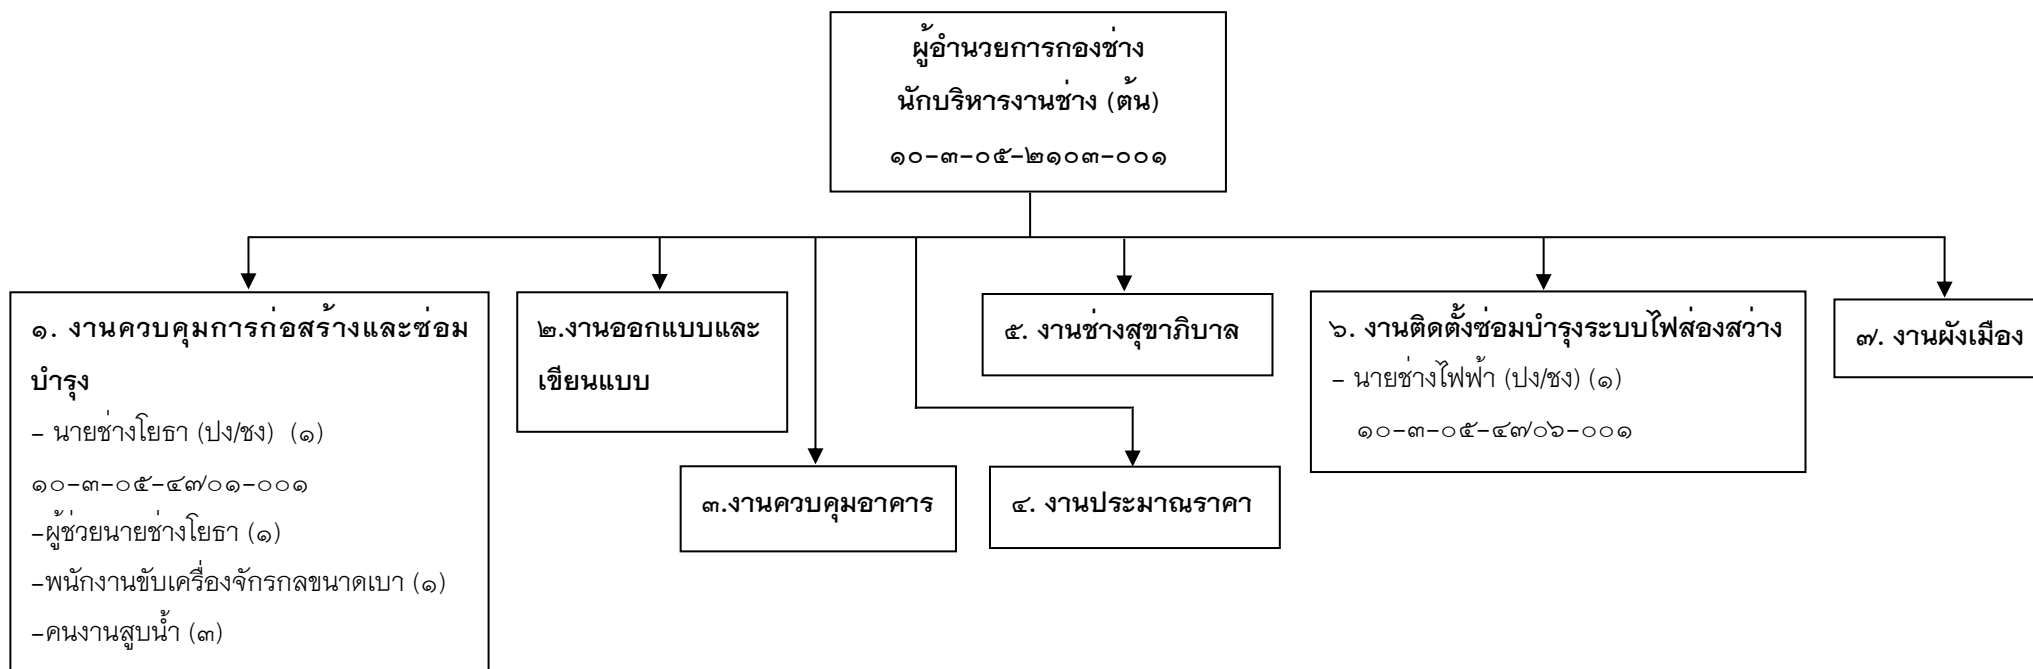 ผู้อำนวยการกองช่าง
นักบริหารงานช่าง (ต้น)
๑๐-๓-๐๕-๒๑๐๓-๐๐๑
๑. งานควบคุมการก่อสร้างและซ่อม
บำรุง
- นายช่างโยธา (ปง/ชง) (๑)
๑๐-๓-๐๕-๔๗๐๑-๐๐๑
-ผู้ช่วยนายช่างโยธา (๑)
-พนักงานขับเครื่องจักรกลขนาดเบา (๑)
-คนงานสูบน้ำ (๓)
๒.งานออกแบบและ
เขียนแบบ
๓.งานควบคุมอาคาร
๔. งานประมาณราคา
๕. งานช่างสุขาภิบาล
๖. งานติดตั้งซ่อมบำรุงระบบไฟส่องสว่าง
- นายช่างไฟฟ้า (ปง/ชง) (๑)
๑๐-๓-๐๕-๔๗๐๖-๐๐๑
๗. งานผังเมือง